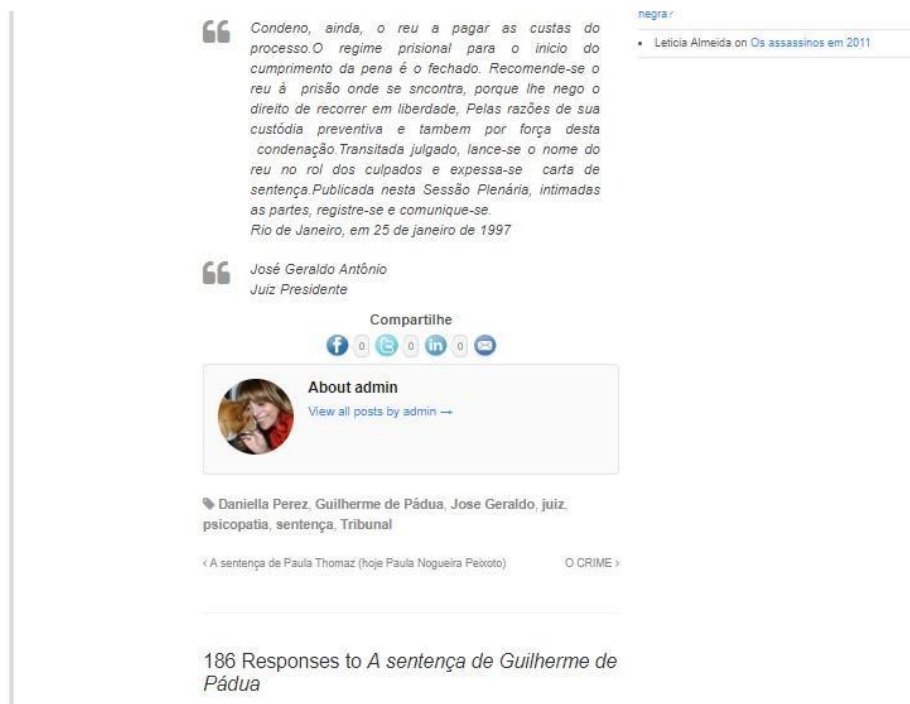 Condeno, ainda, o reu a pagar as custas do
processo.O regime prisional para o inicio do
cumprimento da pena é o fechado. Recomende-se o
reu à prisão onde se sncontra, porque lhe nego o
direito de recorrer em liberdade, Pelas razões de sua
custódia preventiva e tambem por força desta
condenação.Transitada julgado, lance-se o nome do
reu no rol dos culpados e expessa-se carta de
sentença.Publicada nesta Sessão Plenária, intimadas
as partes, registre-se e comunique-se.
Rio de Janeiro, em 25 de janeiro de 1997
José Geraldo Antônio
Juiz Presidente
Compartilhe
0 0 0
About admin
View all posts by admin →
Daniella Perez, Guilherme de Pádua, Jose Geraldo, juiz,
psicopatia, sentença, Tribunal
‹ A sentença de Paula Thomaz (hoje Paula Nogueira Peixoto)
O CRIME ›
186 Responses to A sentença de Guilherme de
Pádua
negra?
Leticia Almeida on Os assassinos em 2011